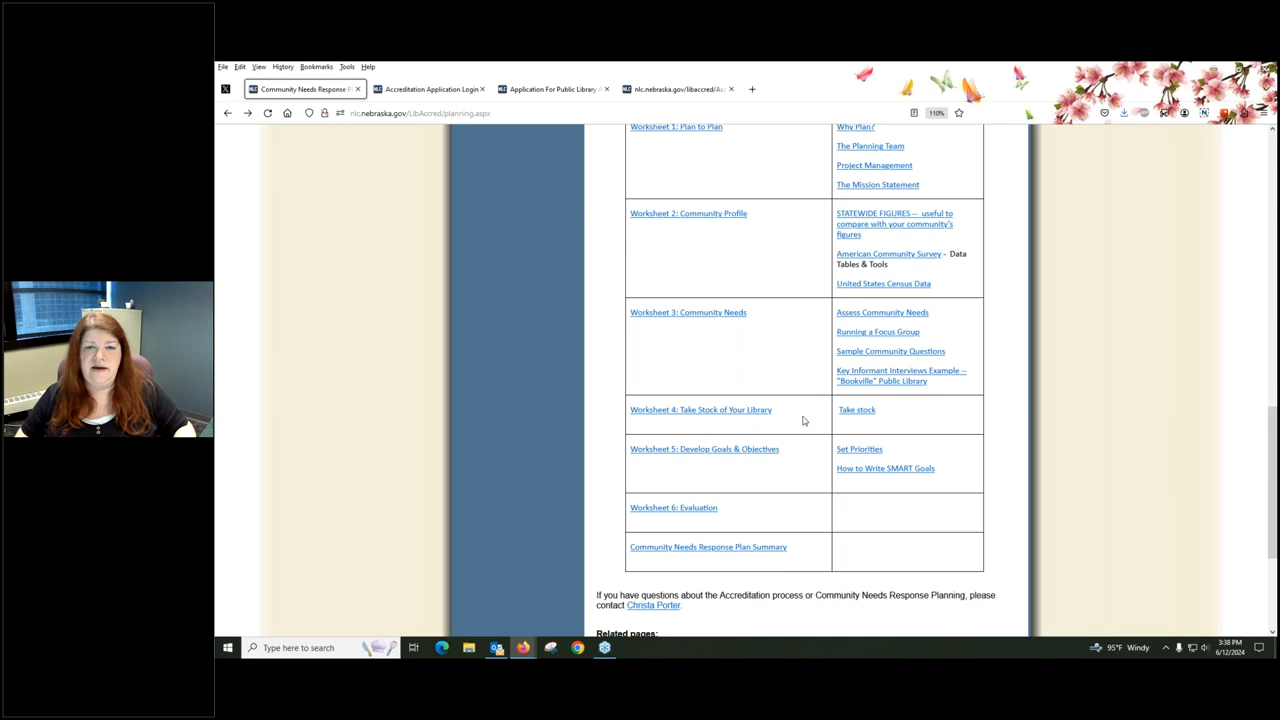 File Edit View History Bookmarks Tools Help
Community Needs Response P
Accreditation Application Login
Application For Public Library A
nlc.nebraska.gov/libaccred/Acc
nlc.nebraska.gov/LibAccred/planning.aspx
110%
Worksheet 1: Plan to Plan
Why Plan?
The Planning Team
Project Management
The Mission Statement
Worksheet 2: Community Profile
STATEWIDE FIGURES -- useful to
compare with your community's
figures
American Community Survey - Data
Tables & Tools
United States Census Data
Worksheet 3: Community Needs
Assess Community Needs
Running a Focus Group
Sample Community Questions
Key Informant Interviews Example --
"Bookville" Public Library
Worksheet 4: Take Stock of Your Library
Take stock
Worksheet 5: Develop Goals & Objectives
Set Priorities
How to Write SMART Goals
Worksheet 6: Evaluation
Community Needs Response Plan Summary
If you have questions about the Accreditation process or Community Needs Response Planning, please
contact Christa Porter.
Related pages:
Type here to search
95°F Windy
3:38 PM
6/12/2024